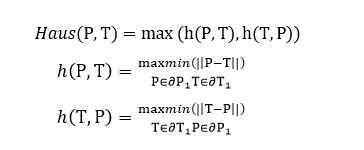 Haus(P, T) = max (h(P, T), h(T, P))
h(P, T) = maxmin(||P−T||)
P∈∂P₁T∈∂T₁
h(T, P) = maxmin(||T−P||)
T∈∂T₁P∈∂P₁